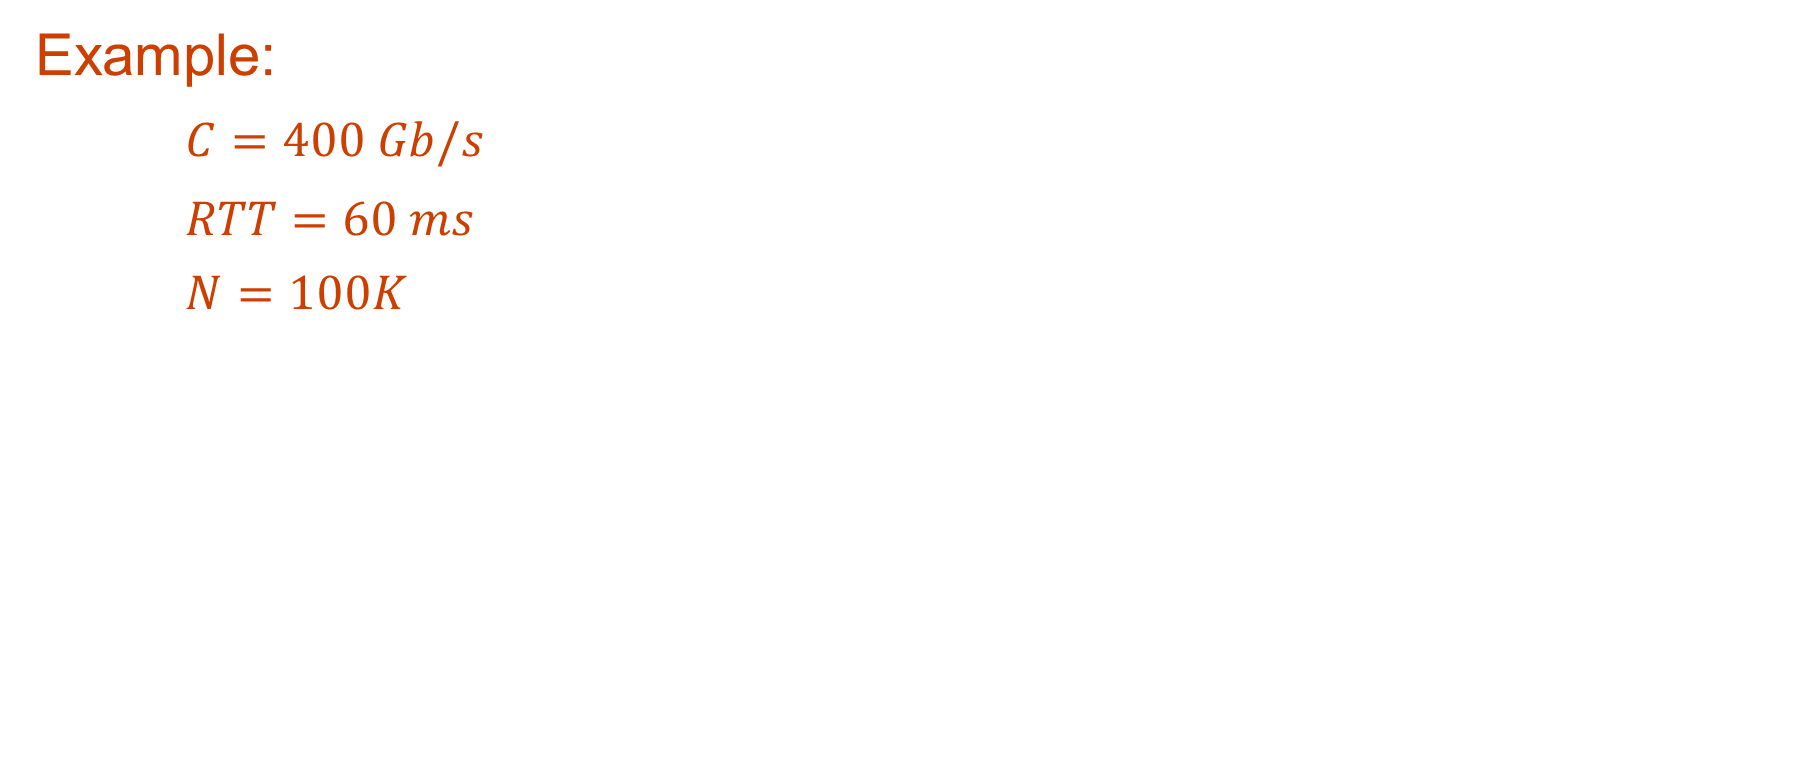 Example:
C = 400 Gb/s
RTT = 60 ms
N = 100K